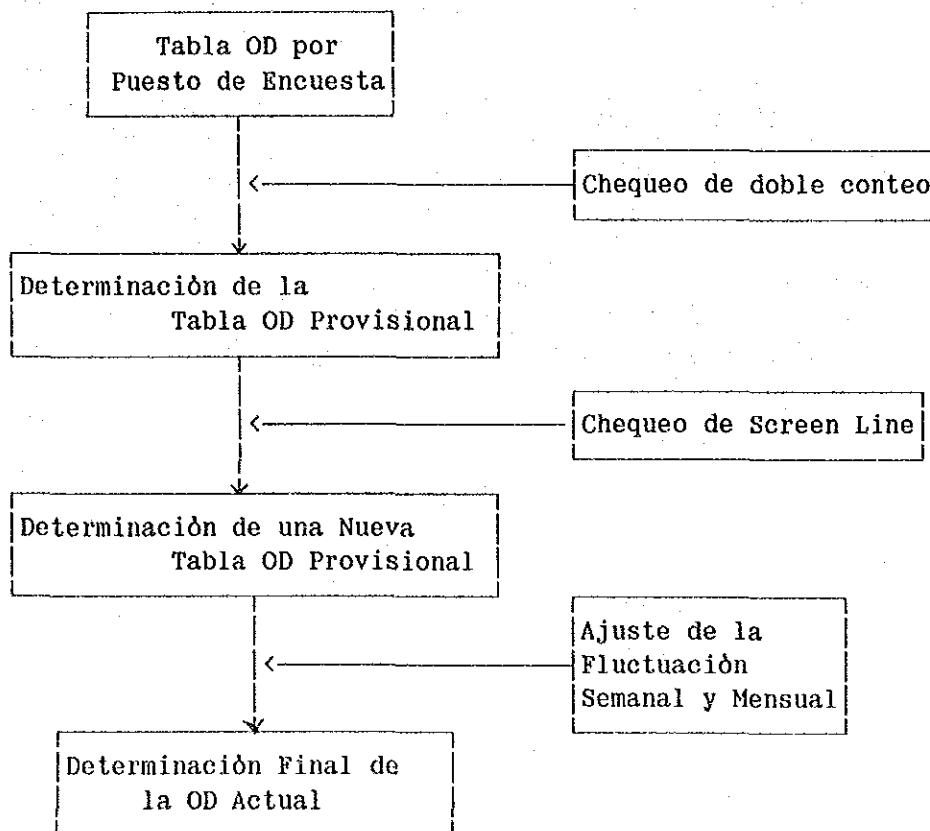 Tabla OD por
Puesto de Encuesta
Chequeo de doble conteo
Determinaciòn de la
Tabla OD Provisional
Chequeo de Screen Line
Determinaciòn de una Nueva
Tabla OD Provisional
Ajuste de la
Fluctuaciòn
Semanal y Mensual
Determinaciòn Final de
la OD Actual